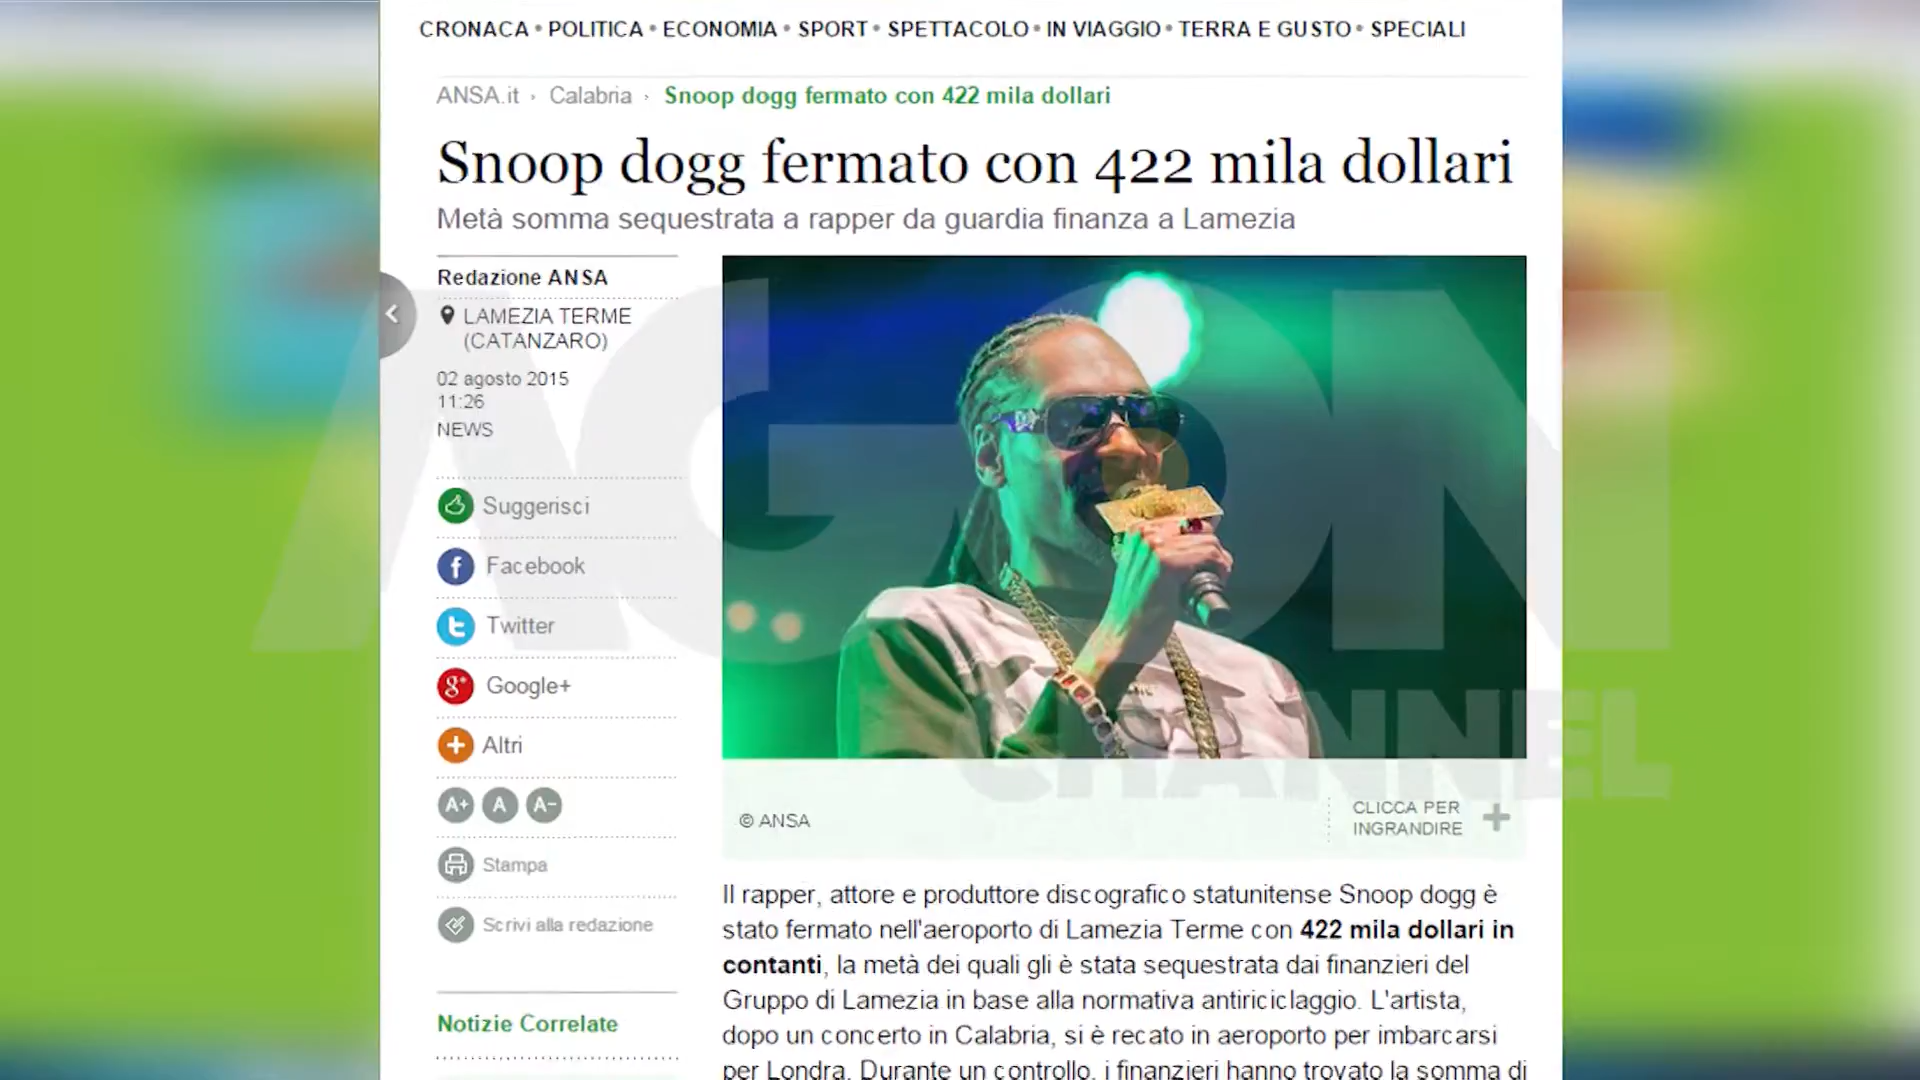 CRONACA • POLITICA • ECONOMIA • SPORT • SPETTACOLO • IN VIAGGIO • TERRA E GUSTO • SPECIALI
ANSA.it › Calabria › Snoop dogg fermato con 422 mila dollari
Snoop dogg fermato con 422 mila dollari
Metà somma sequestrata a rapper da guardia finanza a Lamezia
Redazione ANSA
LAMEZIA TERME
(CATANZARO)
02 agosto 2015
11:26
NEWS
Suggerisci
Facebook
Twitter
Google+
Altri
A+ A A-
Stampa
Scrivi alla redazione
Notizie Correlate
AGON
CHANNEL
© ANSA
CLICCA PER
INGRANDIRE
Il rapper, attore e produttore discografico statunitense Snoop dogg è
stato fermato nell'aeroporto di Lamezia Terme con 422 mila dollari in
contanti, la metà dei quali gli è stata sequestrata dai finanzieri del
Gruppo di Lamezia in base alla normativa antiriciclaggio. L'artista,
dopo un concerto in Calabria, si è recato in aeroporto per imbarcarsi
per Londra. Durante un controllo, i finanzieri hanno trovato la somma di